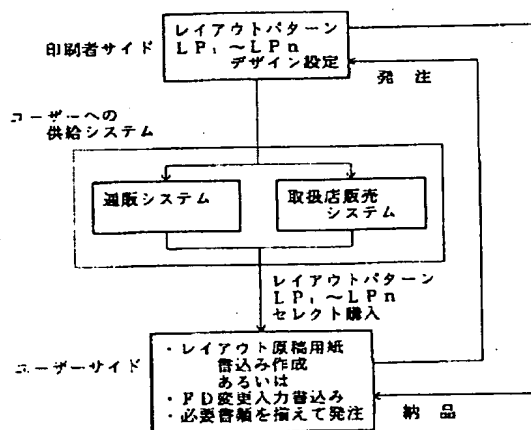 印刷者サイド
レイアウトパターン
LP₁~LPn
デザイン設定
発注
ユーザーへの
供給システム
通販システム
取扱店販売
システム
レイアウトパターン
LP₁~LPn
セレクト購入
ユーザーサイド
・レイアウト原稿用紙
書込み作成
あるいは
・FD変更入力書込み
・必要書類を揃えて発注
納品